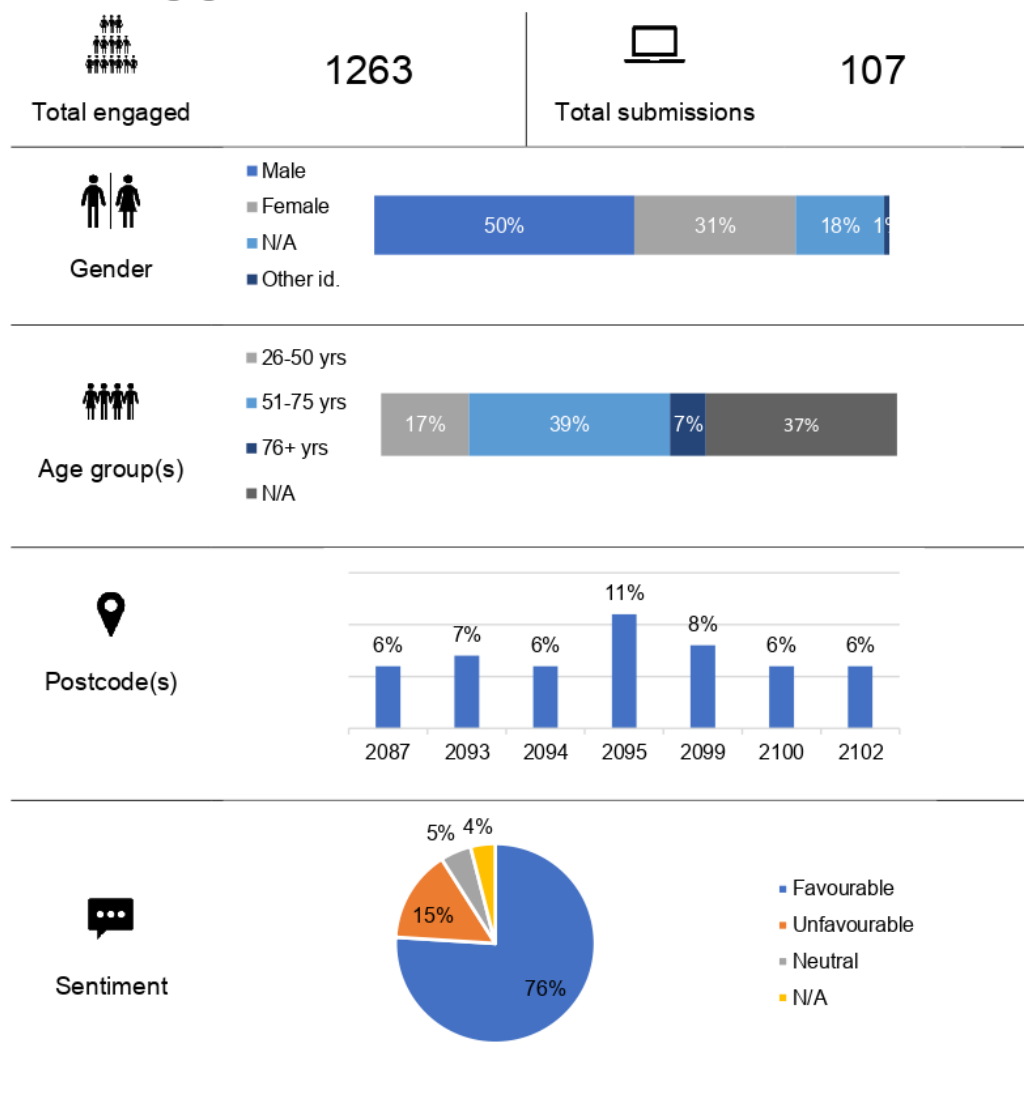 1263
107
Total engaged
Total submissions
Male
Female
N/A
Other id.
50%
31%
18%
1%
Gender
26-50 yrs
51-75 yrs
76+ yrs
N/A
17%
39%
7%
37%
Age group(s)
11%
8%
7%
6%
6%
6%
6%
Postcode(s)
2087 2093 2094 2095 2099 2100 2102
5% 4%
15%
76%
Favourable
Unfavourable
Neutral
N/A
Sentiment